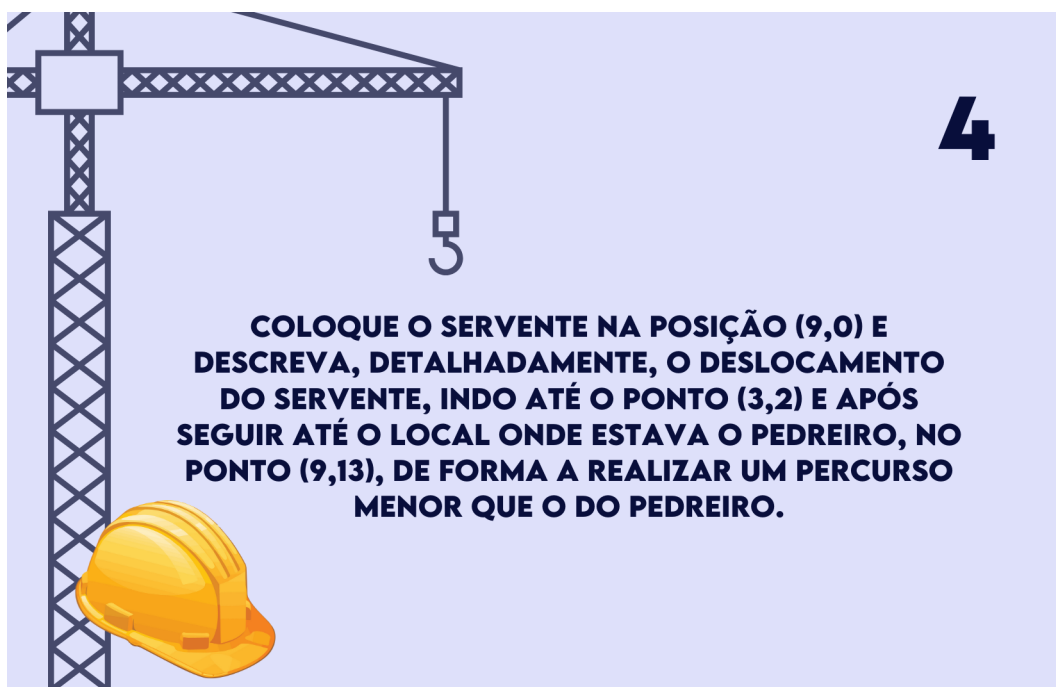 4
COLOQUE O SERVENTE NA POSIÇÃO (9,0) E
DESCREVA, DETALHADAMENTE, O DESLOCAMENTO
DO SERVENTE, INDO ATÉ O PONTO (3,2) E APÓS
SEGUIR ATÉ O LOCAL ONDE ESTAVA O PEDREIRO, NO
PONTO (9,13), DE FORMA A REALIZAR UM PERCURSO
MENOR QUE O DO PEDREIRO.